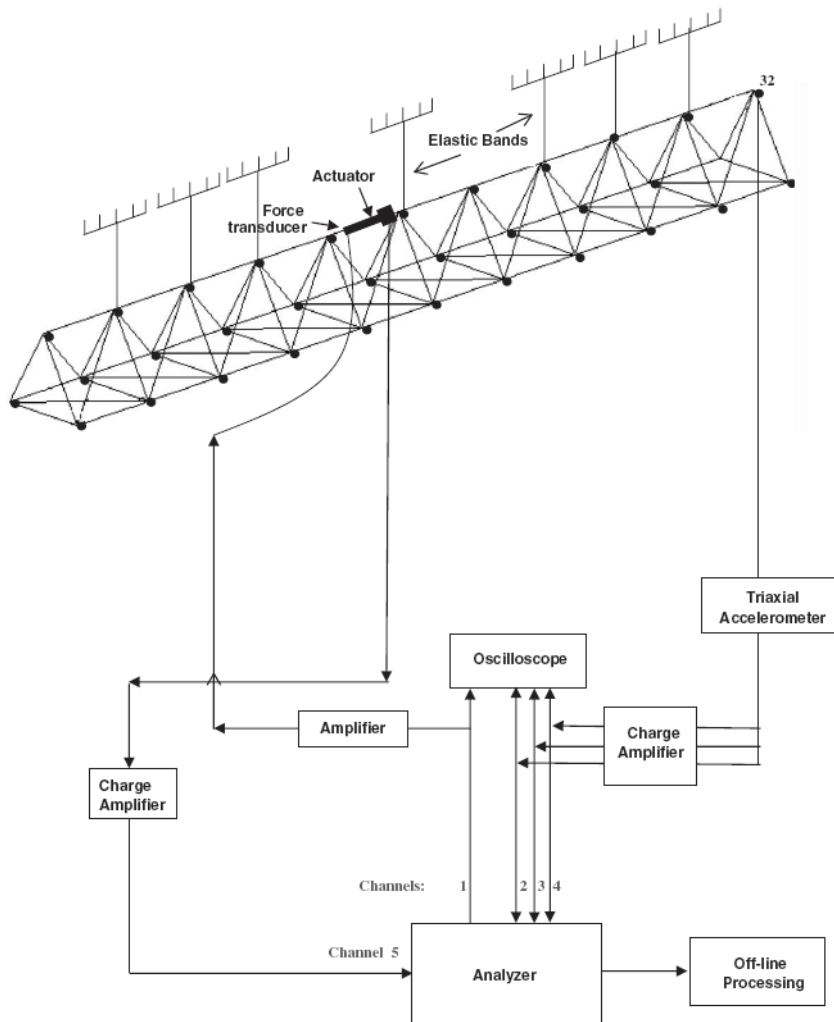 32
Elastic Bands
Actuator
Force
transducer
Triaxial
Accelerometer
Oscilloscope
Amplifier
Charge
Amplifier
Charge
Amplifier
Channels: 1 2 3 4
Channel 5
Analyzer
Off-line
Processing